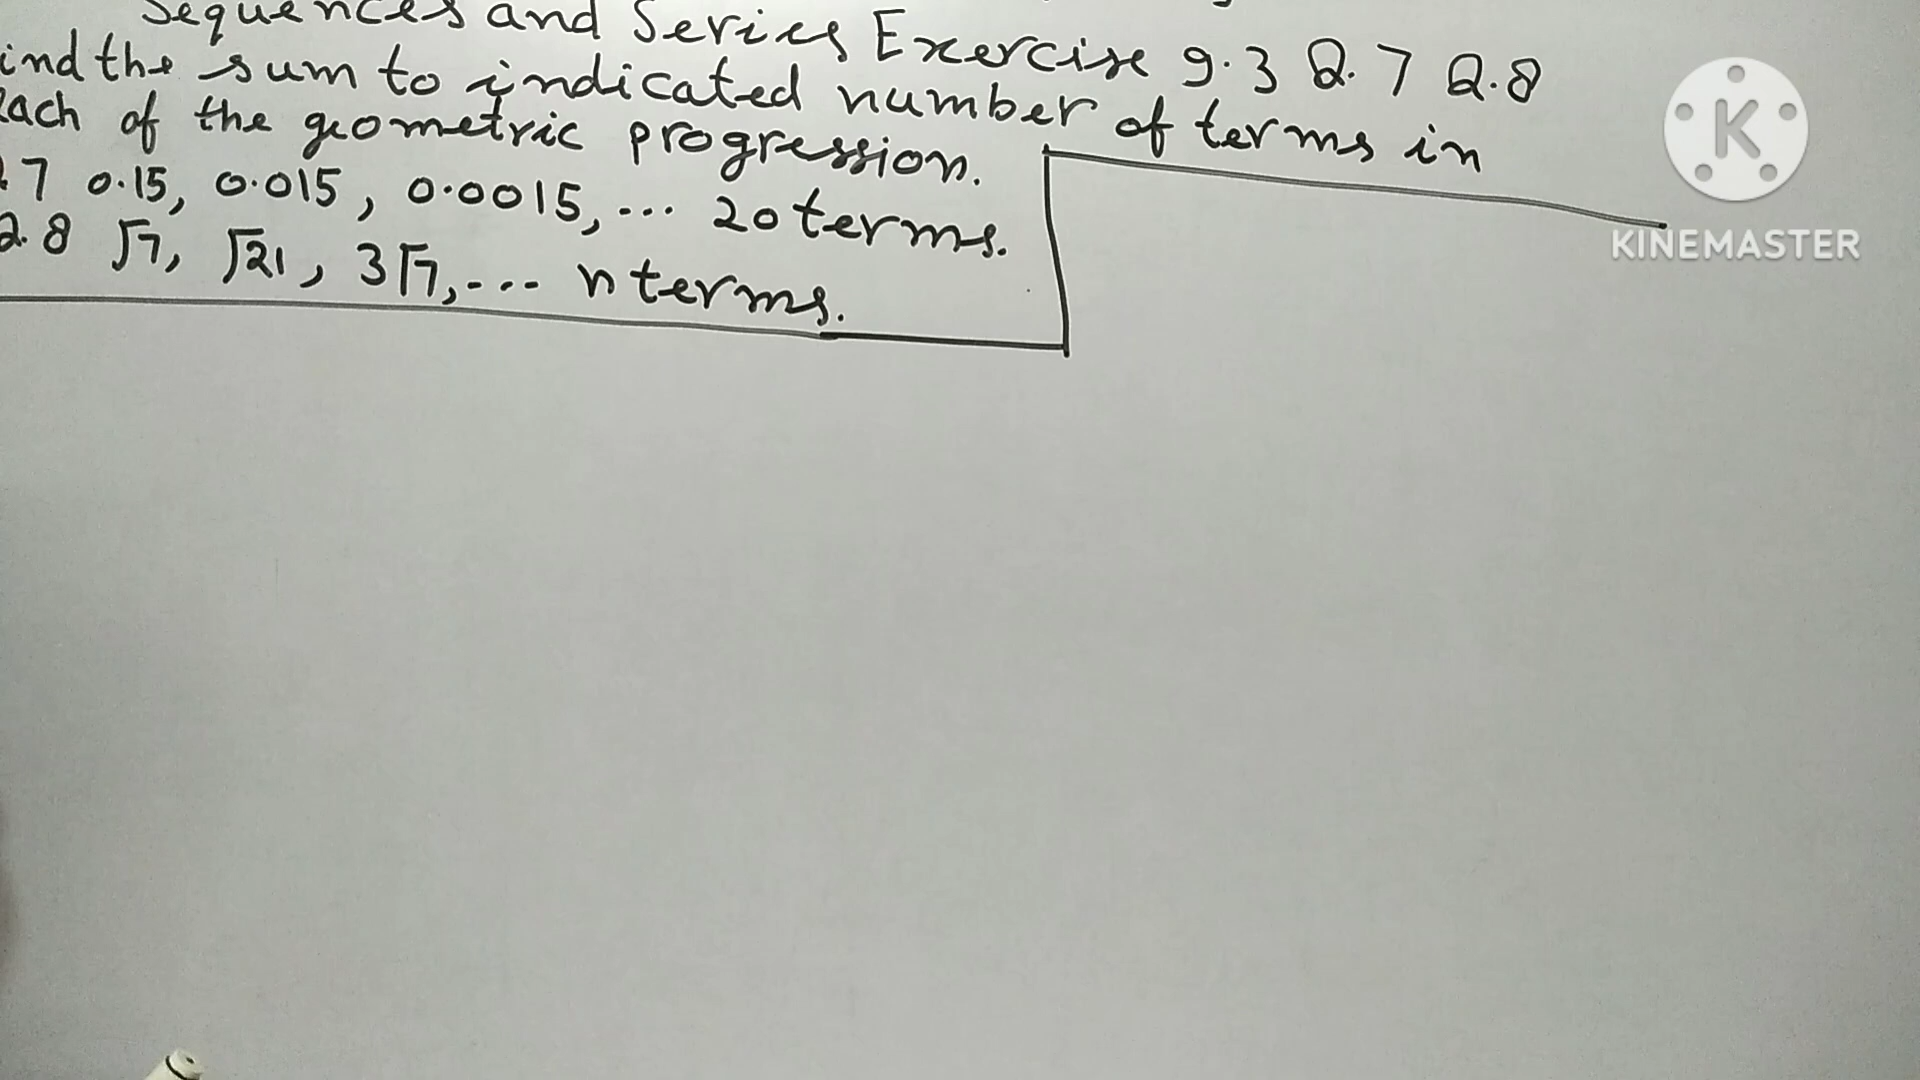 Sequences and Series Exercise 9.3 Q.7 Q.8
ind the sum to indicated number of terms in
each of the geometric progression.
.7 0.15, 0.015, 0.0015,... 20 terms.
Q.8 √7, √21, 3√7,... n terms.
K
KINEMASTER